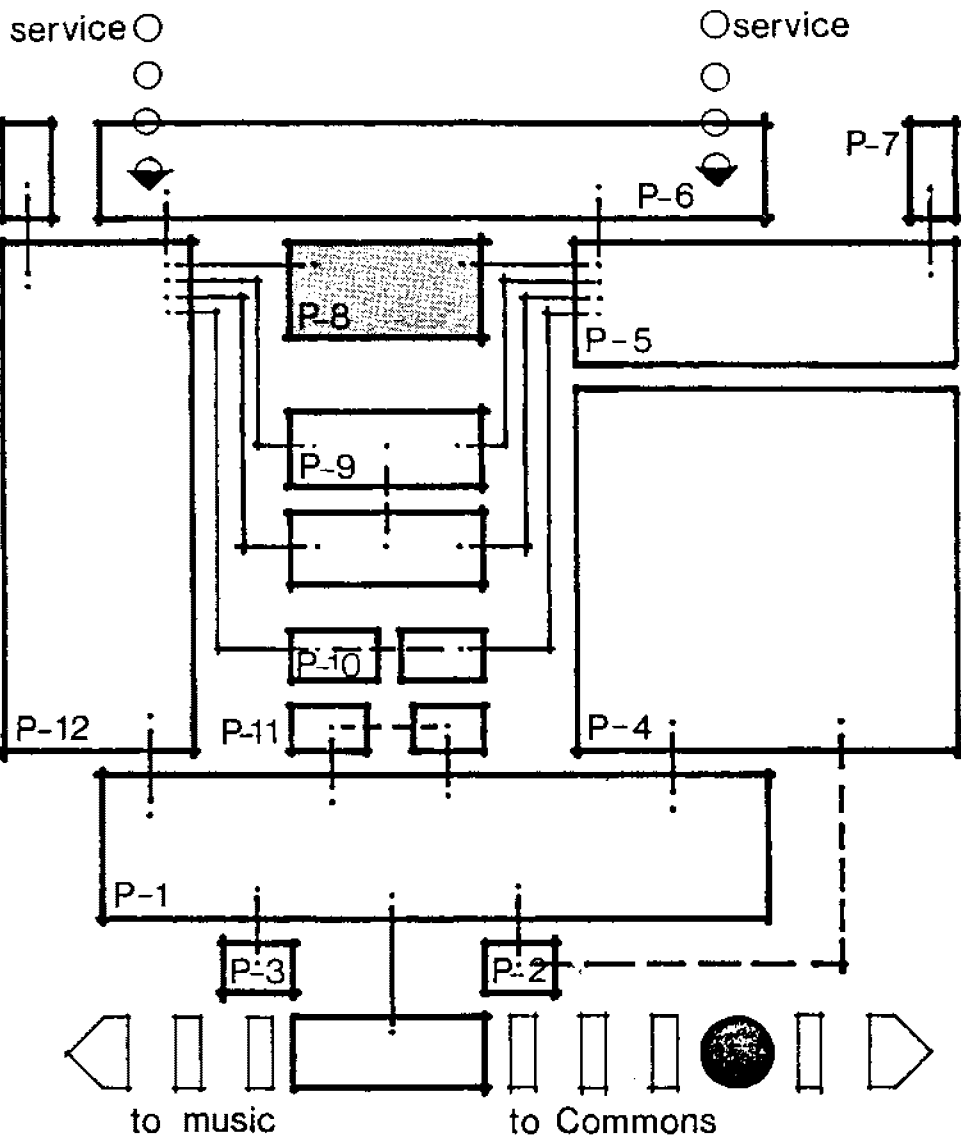 service
service
P-7
P-6
P-8
P-5
P-9
P-10
P-12
P-11
P-4
P-1
P-3
P-2
to music
to Commons